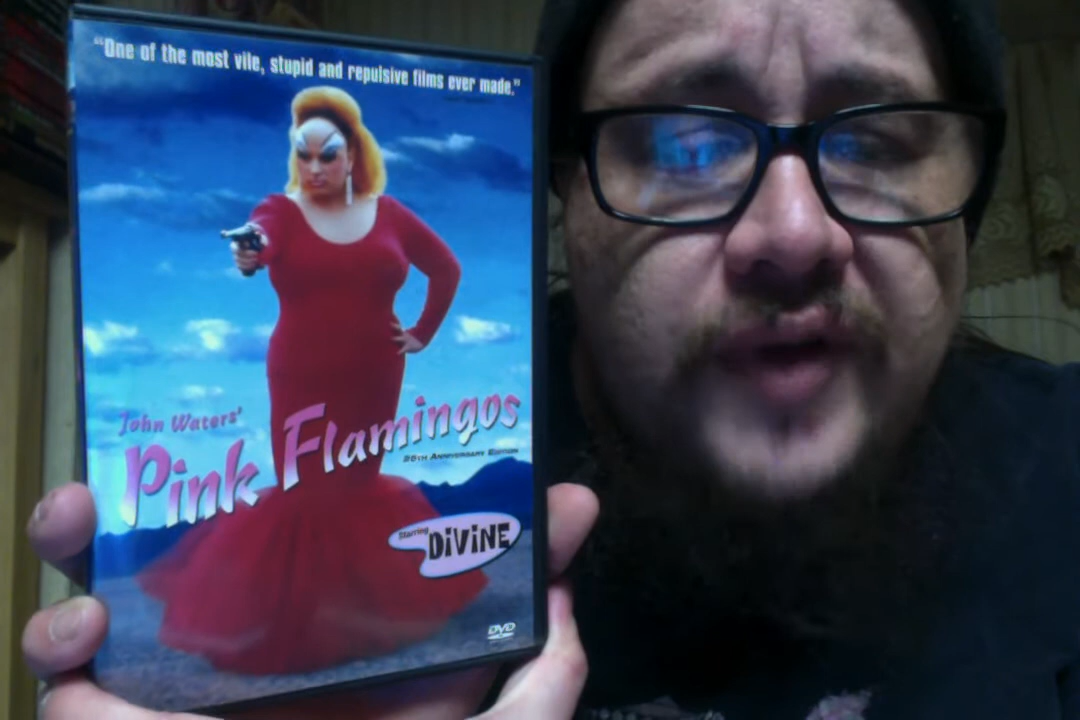 "One of the most vile, stupid and repulsive films ever made."
John Waters'
Pink Flamingos
25th Anniversary Edition
Starring
DiViNE
DVD